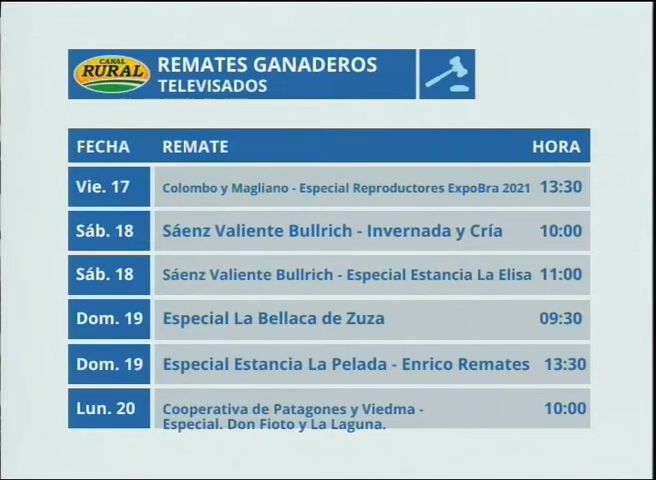 CANAL
RURAL
REMATES GANADEROS
TELEVISADOS
FECHA REMATE HORA
Vie. 17 Colombo y Magliano - Especial Reproductores ExpoBra 2021 13:30
Sáb. 18 Sáenz Valiente Bullrich - Invernada y Cría 10:00
Sáb. 18 Sáenz Valiente Bullrich - Especial Estancia La Elisa 11:00
Dom. 19 Especial La Bellaca de Zuza 09:30
Dom. 19 Especial Estancia La Pelada - Enrico Remates 13:30
Lun. 20 Cooperativa de Patagones y Viedma - 10:00
Especial. Don Fioto y La Laguna.